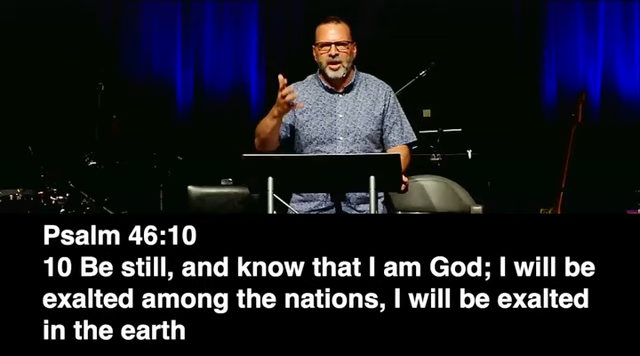 Psalm 46:10
10 Be still, and know that I am God; I will be
exalted among the nations, I will be exalted
in the earth